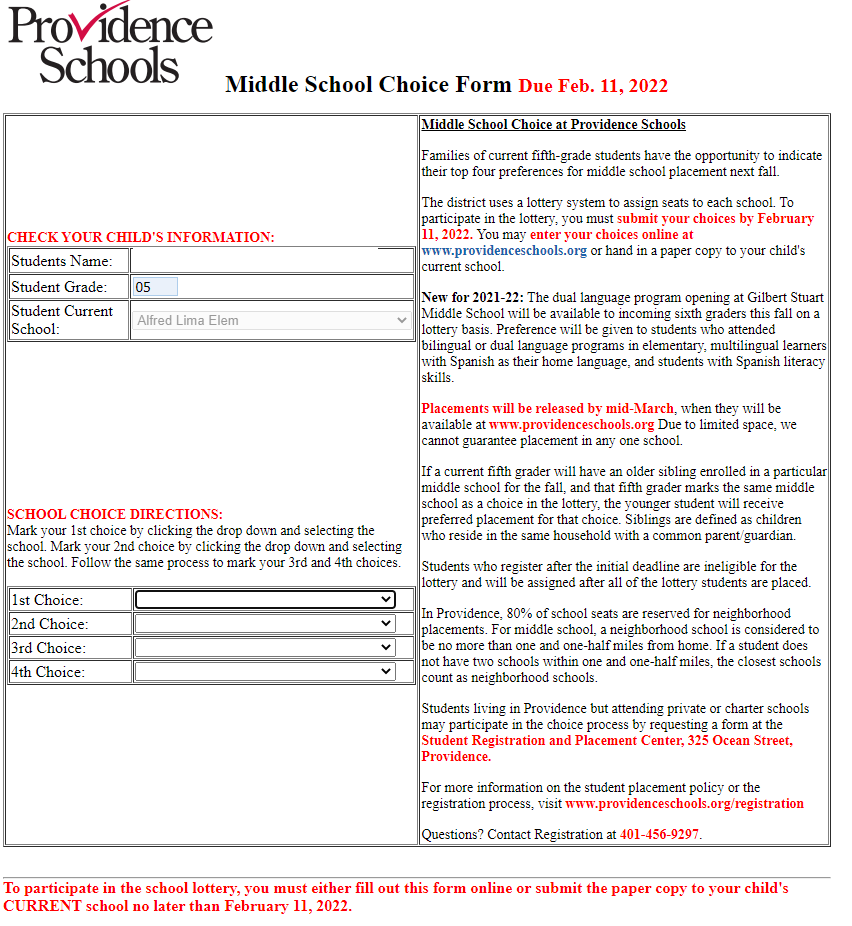 Providence
Schools
Middle School Choice Form Due Feb. 11, 2022
CHECK YOUR CHILD'S INFORMATION:
Students Name:
Student Grade: 05
Student Current
School:
Alfred Lima Elem
SCHOOL CHOICE DIRECTIONS:
Mark your 1st choice by clicking the drop down and selecting the
school. Mark your 2nd choice by clicking the drop down and selecting
the school. Follow the same process to mark your 3rd and 4th choices.
1st Choice:
2nd Choice:
3rd Choice:
4th Choice:
Middle School Choice at Providence Schools
Families of current fifth-grade students have the opportunity to indicate
their top four preferences for middle school placement next fall.
The district uses a lottery system to assign seats to each school. To
participate in the lottery, you must submit your choices by February
11, 2022. You may enter your choices online at
www.providenceschools.org or hand in a paper copy to your child's
current school.
New for 2021-22: The dual language program opening at Gilbert Stuart
Middle School will be available to incoming sixth graders this fall on a
lottery basis. Preference will be given to students who attended
bilingual or dual language programs in elementary, multilingual learners
with Spanish as their home language, and students with Spanish literacy
skills.
Placements will be released by mid-March, when they will be
available at www.providenceschools.org Due to limited space, we
cannot guarantee placement in any one school.
If a current fifth grader will have an older sibling enrolled in a particular
middle school for the fall, and that fifth grader marks the same middle
school as a choice in the lottery, the younger student will receive
preferred placement for that choice. Siblings are defined as children
who reside in the same household with a common parent/guardian.
Students who register after the initial deadline are ineligible for the
lottery and will be assigned after all of the lottery students are placed.
In Providence, 80% of school seats are reserved for neighborhood
placements. For middle school, a neighborhood school is considered to
be no more than one and one-half miles from home. If a student does
not have two schools within one and one-half miles, the closest schools
count as neighborhood schools.
Students living in Providence but attending private or charter schools
may participate in the choice process by requesting a form at the
Student Registration and Placement Center, 325 Ocean Street,
Providence.
For more information on the student placement policy or the
registration process, visit www.providenceschools.org/registration
Questions? Contact Registration at 401-456-9297.
To participate in the school lottery, you must either fill out this form online or submit the paper copy to your child's
CURRENT school no later than February 11, 2022.